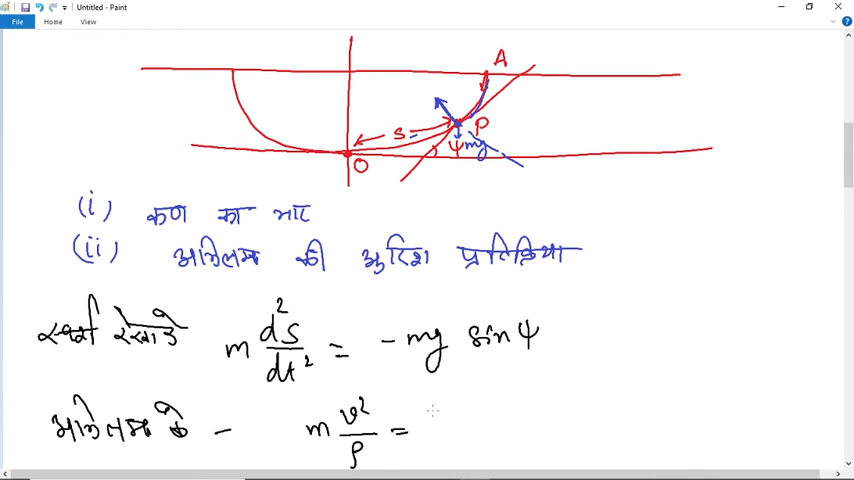 Untitled - Paint
File Home View
A
S P
ψ mg
O
(i) कण का भार
(ii) अभिलम्ब की दिशा प्रतिक्रिया
स्पर्श रेखा के m d²s/dt² = - mg sin ψ
अभिलम्ब के - m v²/ρ =